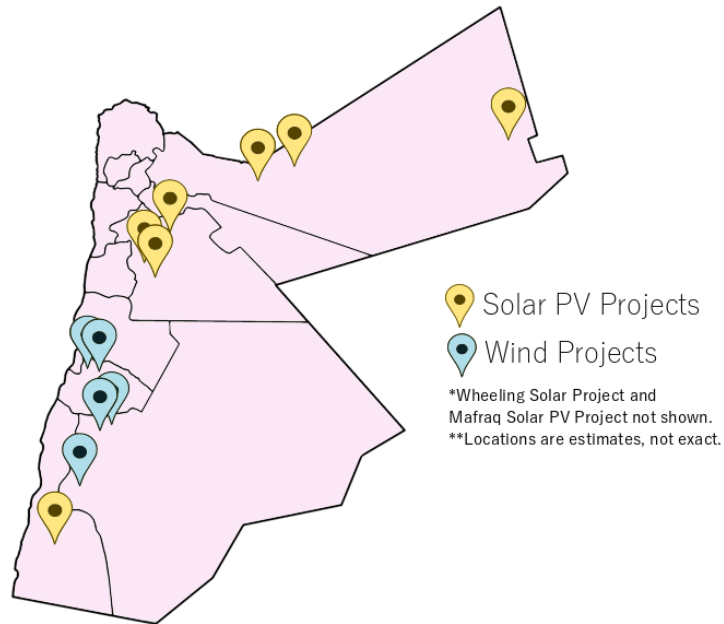 Solar PV Projects
Wind Projects
*Wheeling Solar Project and
Mafraq Solar PV Project not shown.
**Locations are estimates, not exact.